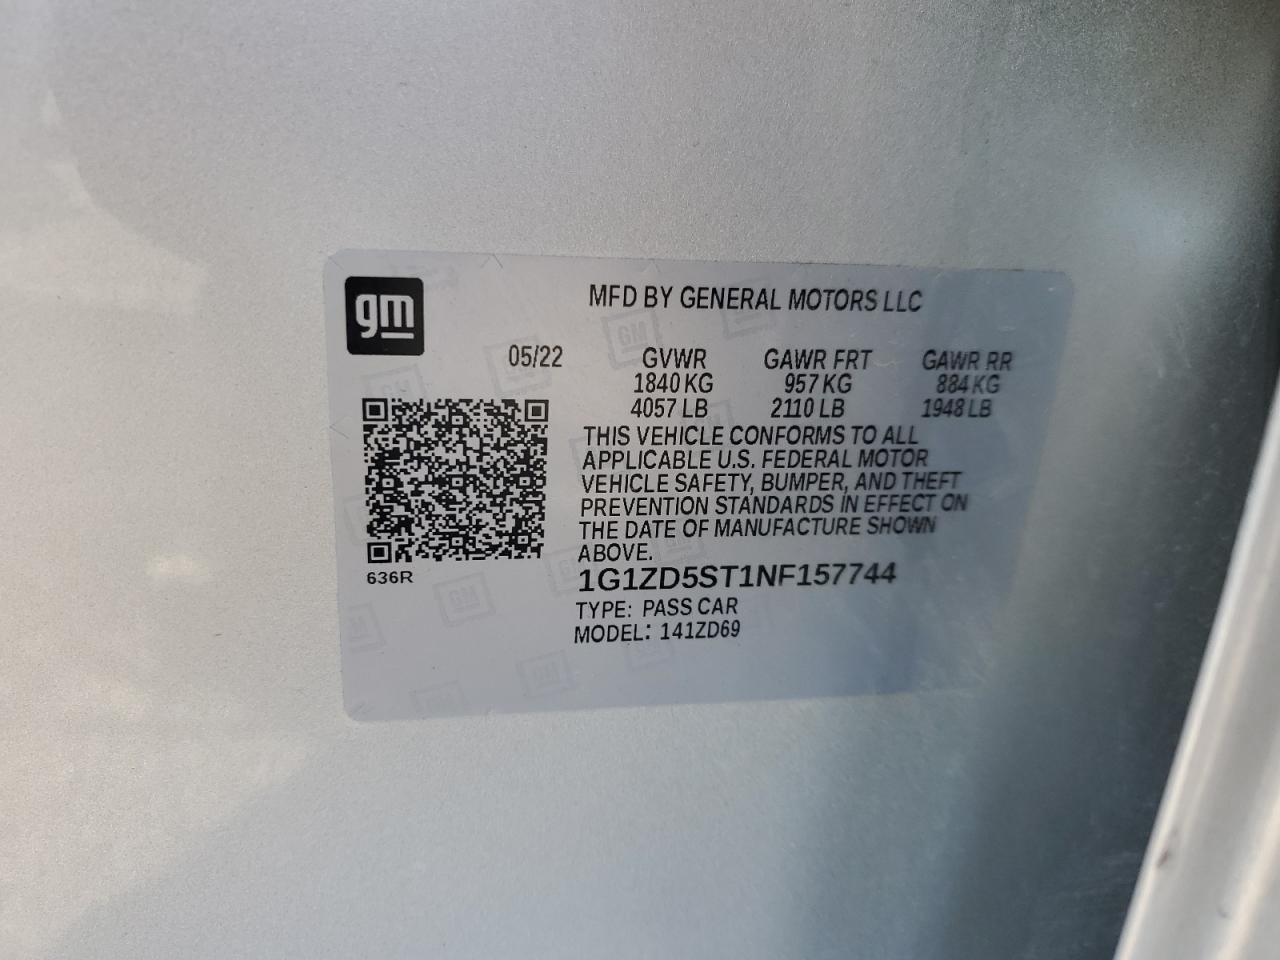 gm
MFD BY GENERAL MOTORS LLC
05/22 GVWR GAWR FRT GAWR RR
1840 KG 957 KG 884 KG
4057 LB 2110 LB 1948 LB
THIS VEHICLE CONFORMS TO ALL
APPLICABLE U.S. FEDERAL MOTOR
VEHICLE SAFETY, BUMPER, AND THEFT
PREVENTION STANDARDS IN EFFECT ON
THE DATE OF MANUFACTURE SHOWN
ABOVE.
636R
1G1ZD5ST1NF157744
TYPE: PASS CAR
MODEL: 141ZD69